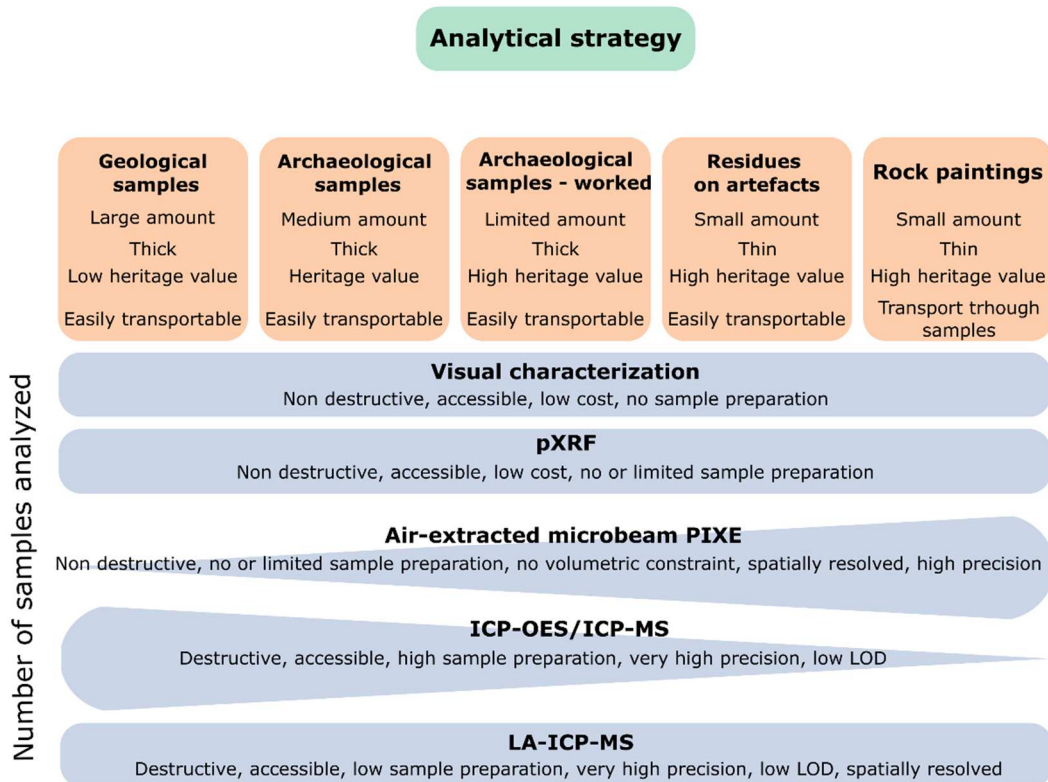 Analytical strategy
Geological
samples
Large amount
Thick
Low heritage value
Easily transportable
Archaeological
samples
Medium amount
Thick
Heritage value
Easily transportable
Archaeological
samples - worked
Limited amount
Thick
High heritage value
Easily transportable
Residues
on artefacts
Small amount
Thin
High heritage value
Easily transportable
Rock paintings
Small amount
Thin
High heritage value
Transport trhough
samples
Number of samples analyzed
Visual characterization
Non destructive, accessible, low cost, no sample preparation
pXRF
Non destructive, accessible, low cost, no or limited sample preparation
Air-extracted microbeam PIXE
Non destructive, no or limited sample preparation, no volumetric constraint, spatially resolved, high precision
ICP-OES/ICP-MS
Destructive, accessible, high sample preparation, very high precision, low LOD
LA-ICP-MS
Destructive, accessible, low sample preparation, very high precision, low LOD, spatially resolved